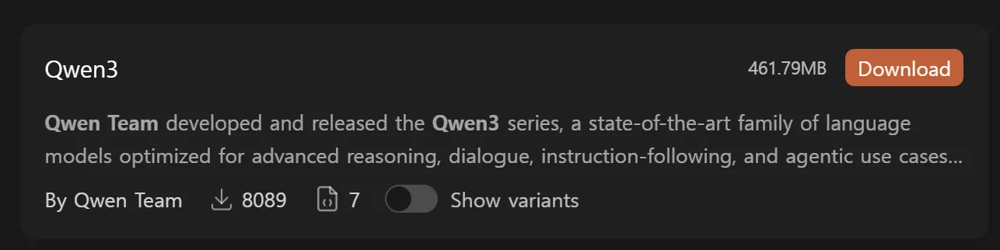 Qwen3
461.79MB
Download
Qwen Team developed and released the Qwen3 series, a state-of-the-art family of language
models optimized for advanced reasoning, dialogue, instruction-following, and agentic use cases...
By Qwen Team 8089 7 Show variants